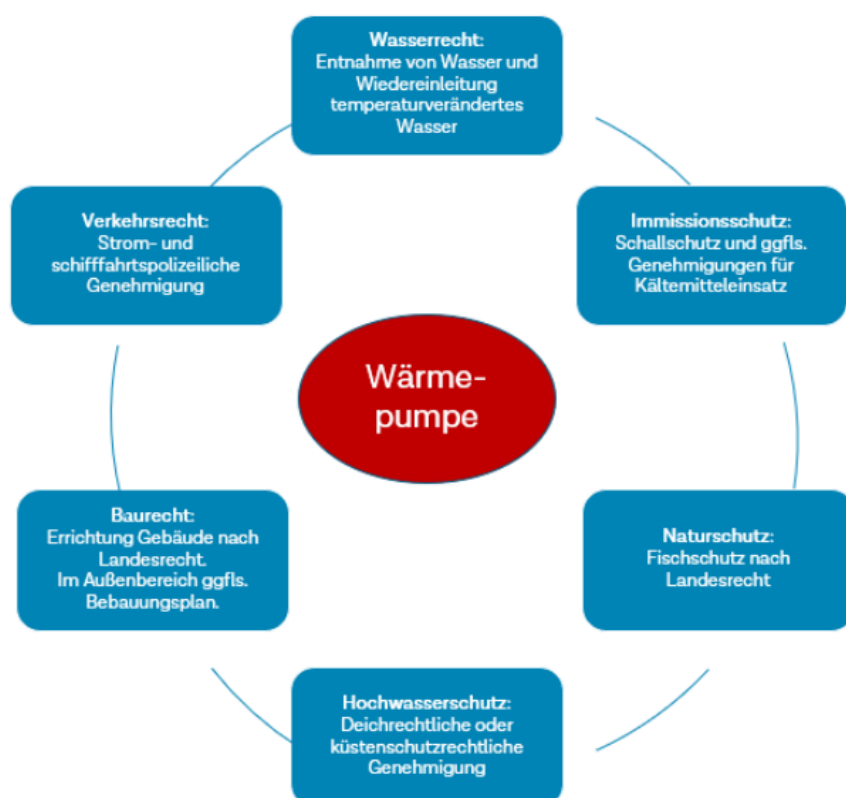 Wasserrecht:
Entnahme von Wasser und
Wiedereinleitung
temperaturverändertes
Wasser
Verkehrsrecht:
Strom- und
schifffahrtspolizeiliche
Genehmigung
Immissionsschutz:
Schallschutz und ggfls.
Genehmigungen für
Kältemitteleinsatz
Wärme-
pumpe
Baurecht:
Errichtung Gebäude nach
Landesrecht.
Im Außenbereich ggfls.
Bebauungsplan.
Naturschutz:
Fischschutz nach
Landesrecht
Hochwasserschutz:
Deichrechtliche oder
küstenschutzrechtliche
Genehmigung